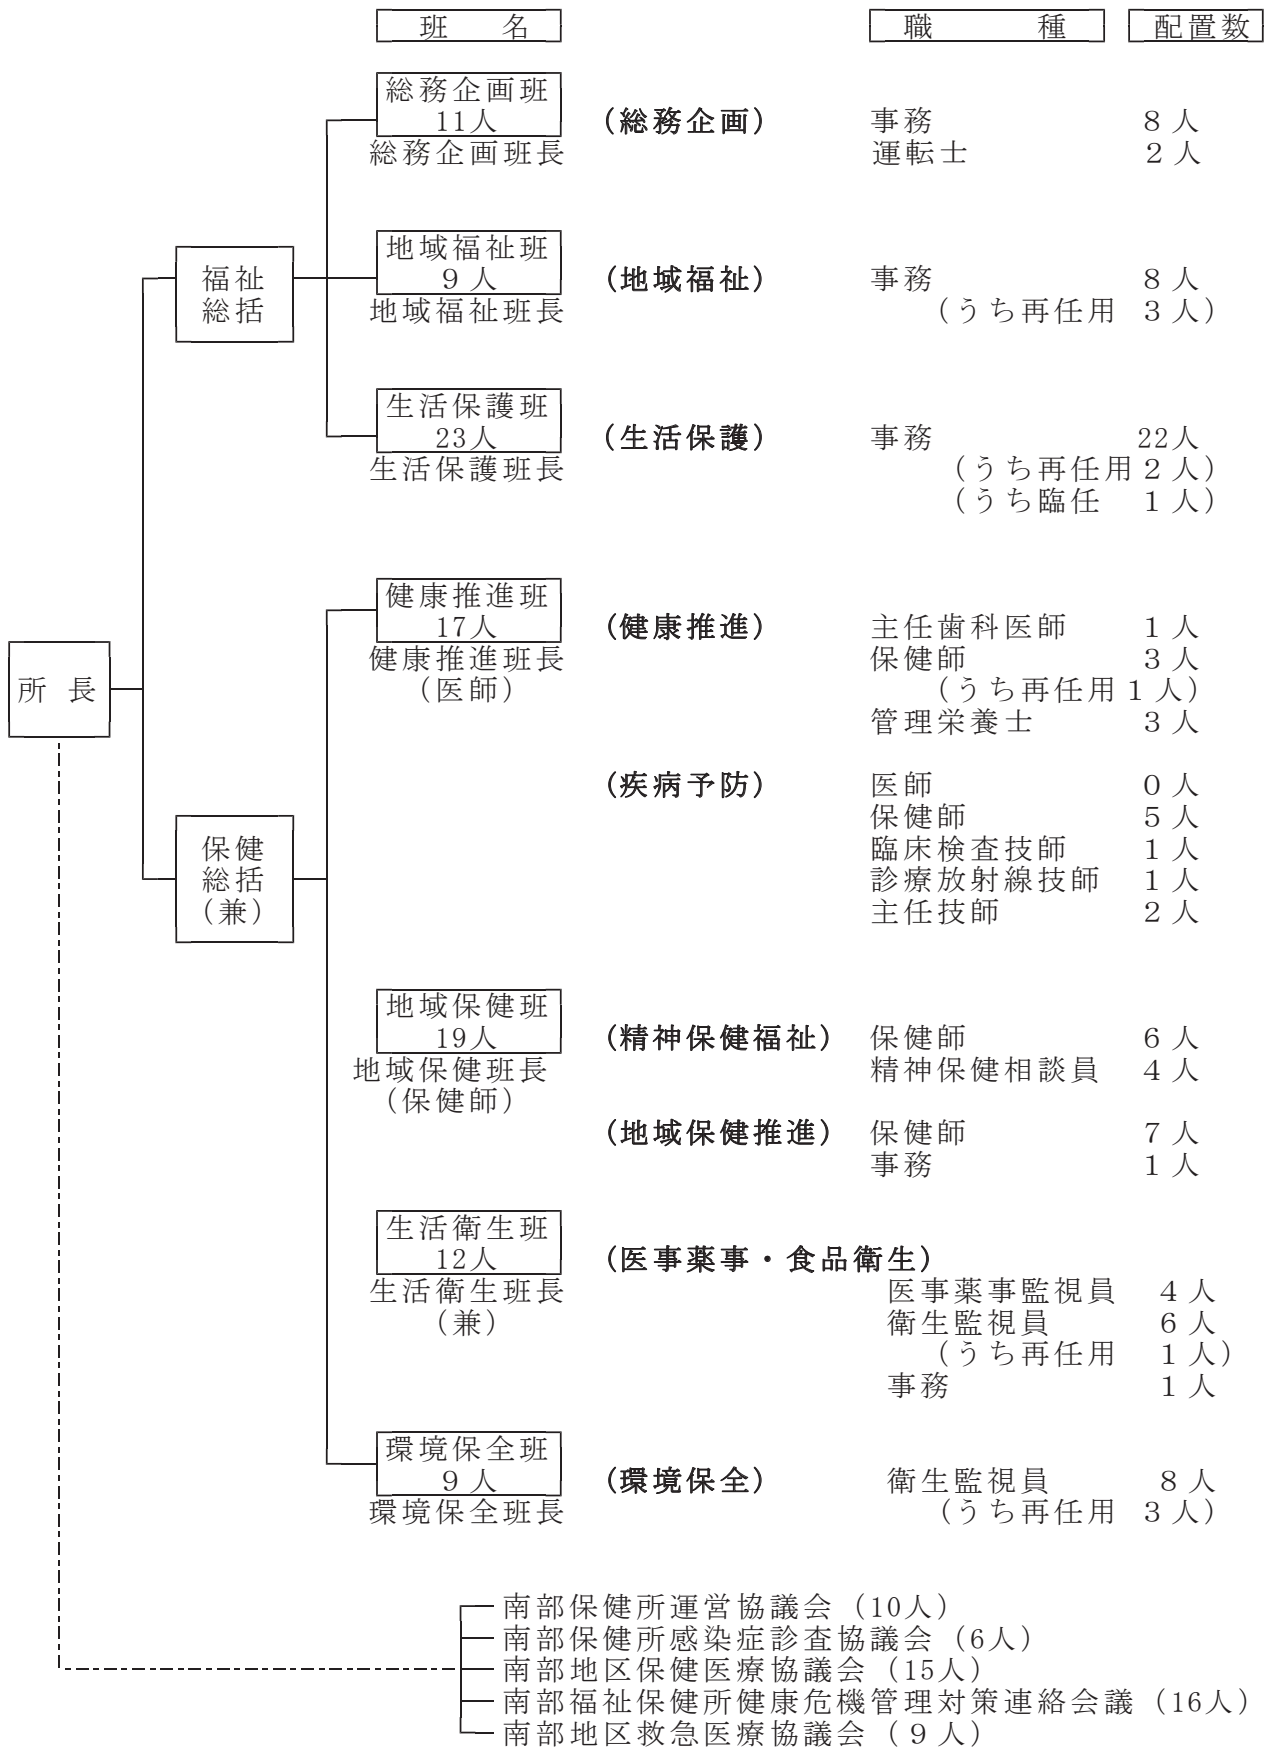 班　名　職　種　配置数
総務企画班
11人　(総務企画)　事務　8人
総務企画班長　運転士　2人
地域福祉班
福祉　9人　(地域福祉)　事務　8人
総括　地域福祉班長　(うち再任用　3人)
生活保護班
23人　(生活保護)　事務　22人
生活保護班長　(うち再任用2人)
(うち臨任　1人)
健康推進班
17人　(健康推進)　主任歯科医師　1人
健康推進班長　保健師　3人
所長　(医師)　(うち再任用1人)
管理栄養士　3人
(疾病予防)　医師　0人
保健師　5人
保健　臨床検査技師　1人
総括　診療放射線技師　1人
(兼)　主任技師　2人
地域保健班
19人　(精神保健福祉)　保健師　6人
地域保健班長　精神保健相談員　4人
(保健師)
(地域保健推進)　保健師　7人
事務　1人
生活衛生班
12人　(医事薬事・食品衛生)
生活衛生班長　医事薬事監視員　4人
(兼)　衛生監視員　6人
(うち再任用　1人)
事務　1人
環境保全班
9人　(環境保全)　衛生監視員　8人
環境保全班長　(うち再任用　3人)
南部保健所運営協議会 (10人)
南部保健所感染症診査協議会 (6人)
南部地区保健医療協議会 (15人)
南部福祉保健所健康危機管理対策連絡会議 (16人)
南部地区救急医療協議会 (9人)